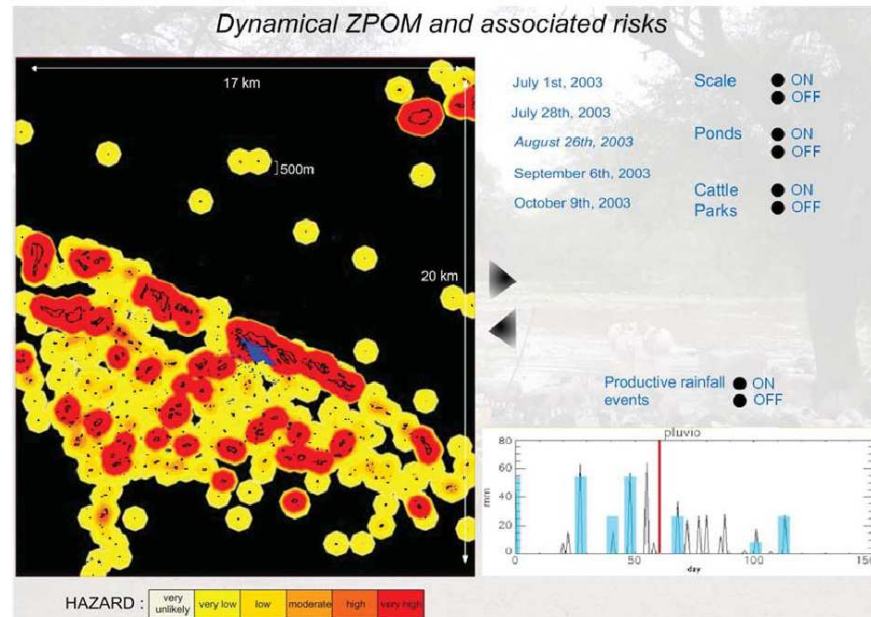 Dynamical ZPOM and associated risks
17 km
500m
20 km
July 1st, 2003
July 28th, 2003
August 26th, 2003
September 6th, 2003
October 9th, 2003
Scale
ON
OFF
Ponds
ON
OFF
Cattle
Parks
ON
OFF
Productive rainfall
events
ON
OFF
pluvio
80
60
40
20
0
mm
0
50
100
150
day
HAZARD :
very
unlikely
very low
low
moderate
high
very high